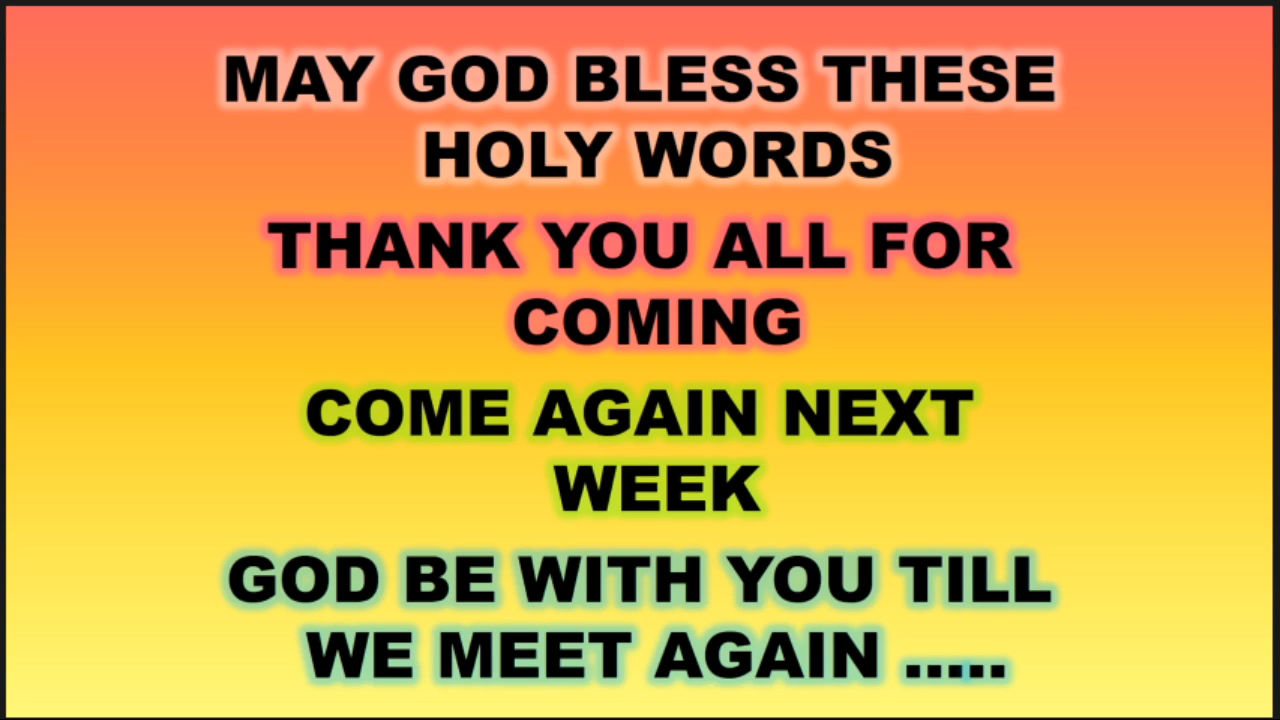 MAY GOD BLESS THESE
HOLY WORDS
THANK YOU ALL FOR
COMING
COME AGAIN NEXT
WEEK
GOD BE WITH YOU TILL
WE MEET AGAIN .....